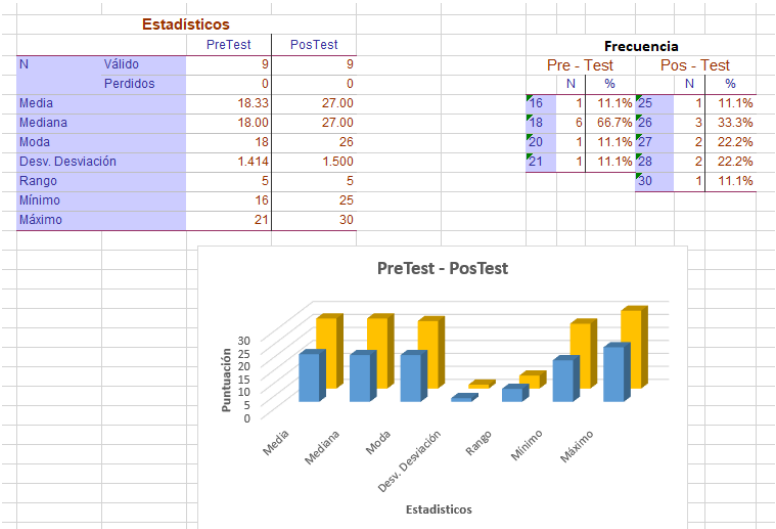 Estadísticos
PreTest PosTest
N Válido 9 9
Perdidos 0 0
Media 18.33 27.00
Mediana 18.00 27.00
Moda 18 26
Desv. Desviación 1.414 1.500
Rango 5 5
Mínimo 16 25
Máximo 21 30
Frecuencia
Pre - Test Pos - Test
N % N %
16 1 11.1% 25 1 11.1%
18 6 66.7% 26 3 33.3%
20 1 11.1% 27 2 22.2%
21 1 11.1% 28 2 22.2%
30 1 11.1%
PreTest - PosTest
Puntuación
30
25
20
15
10
5
0
Media Mediana Moda Desv. Desviación Rango Mínimo Máximo
Estadisticos